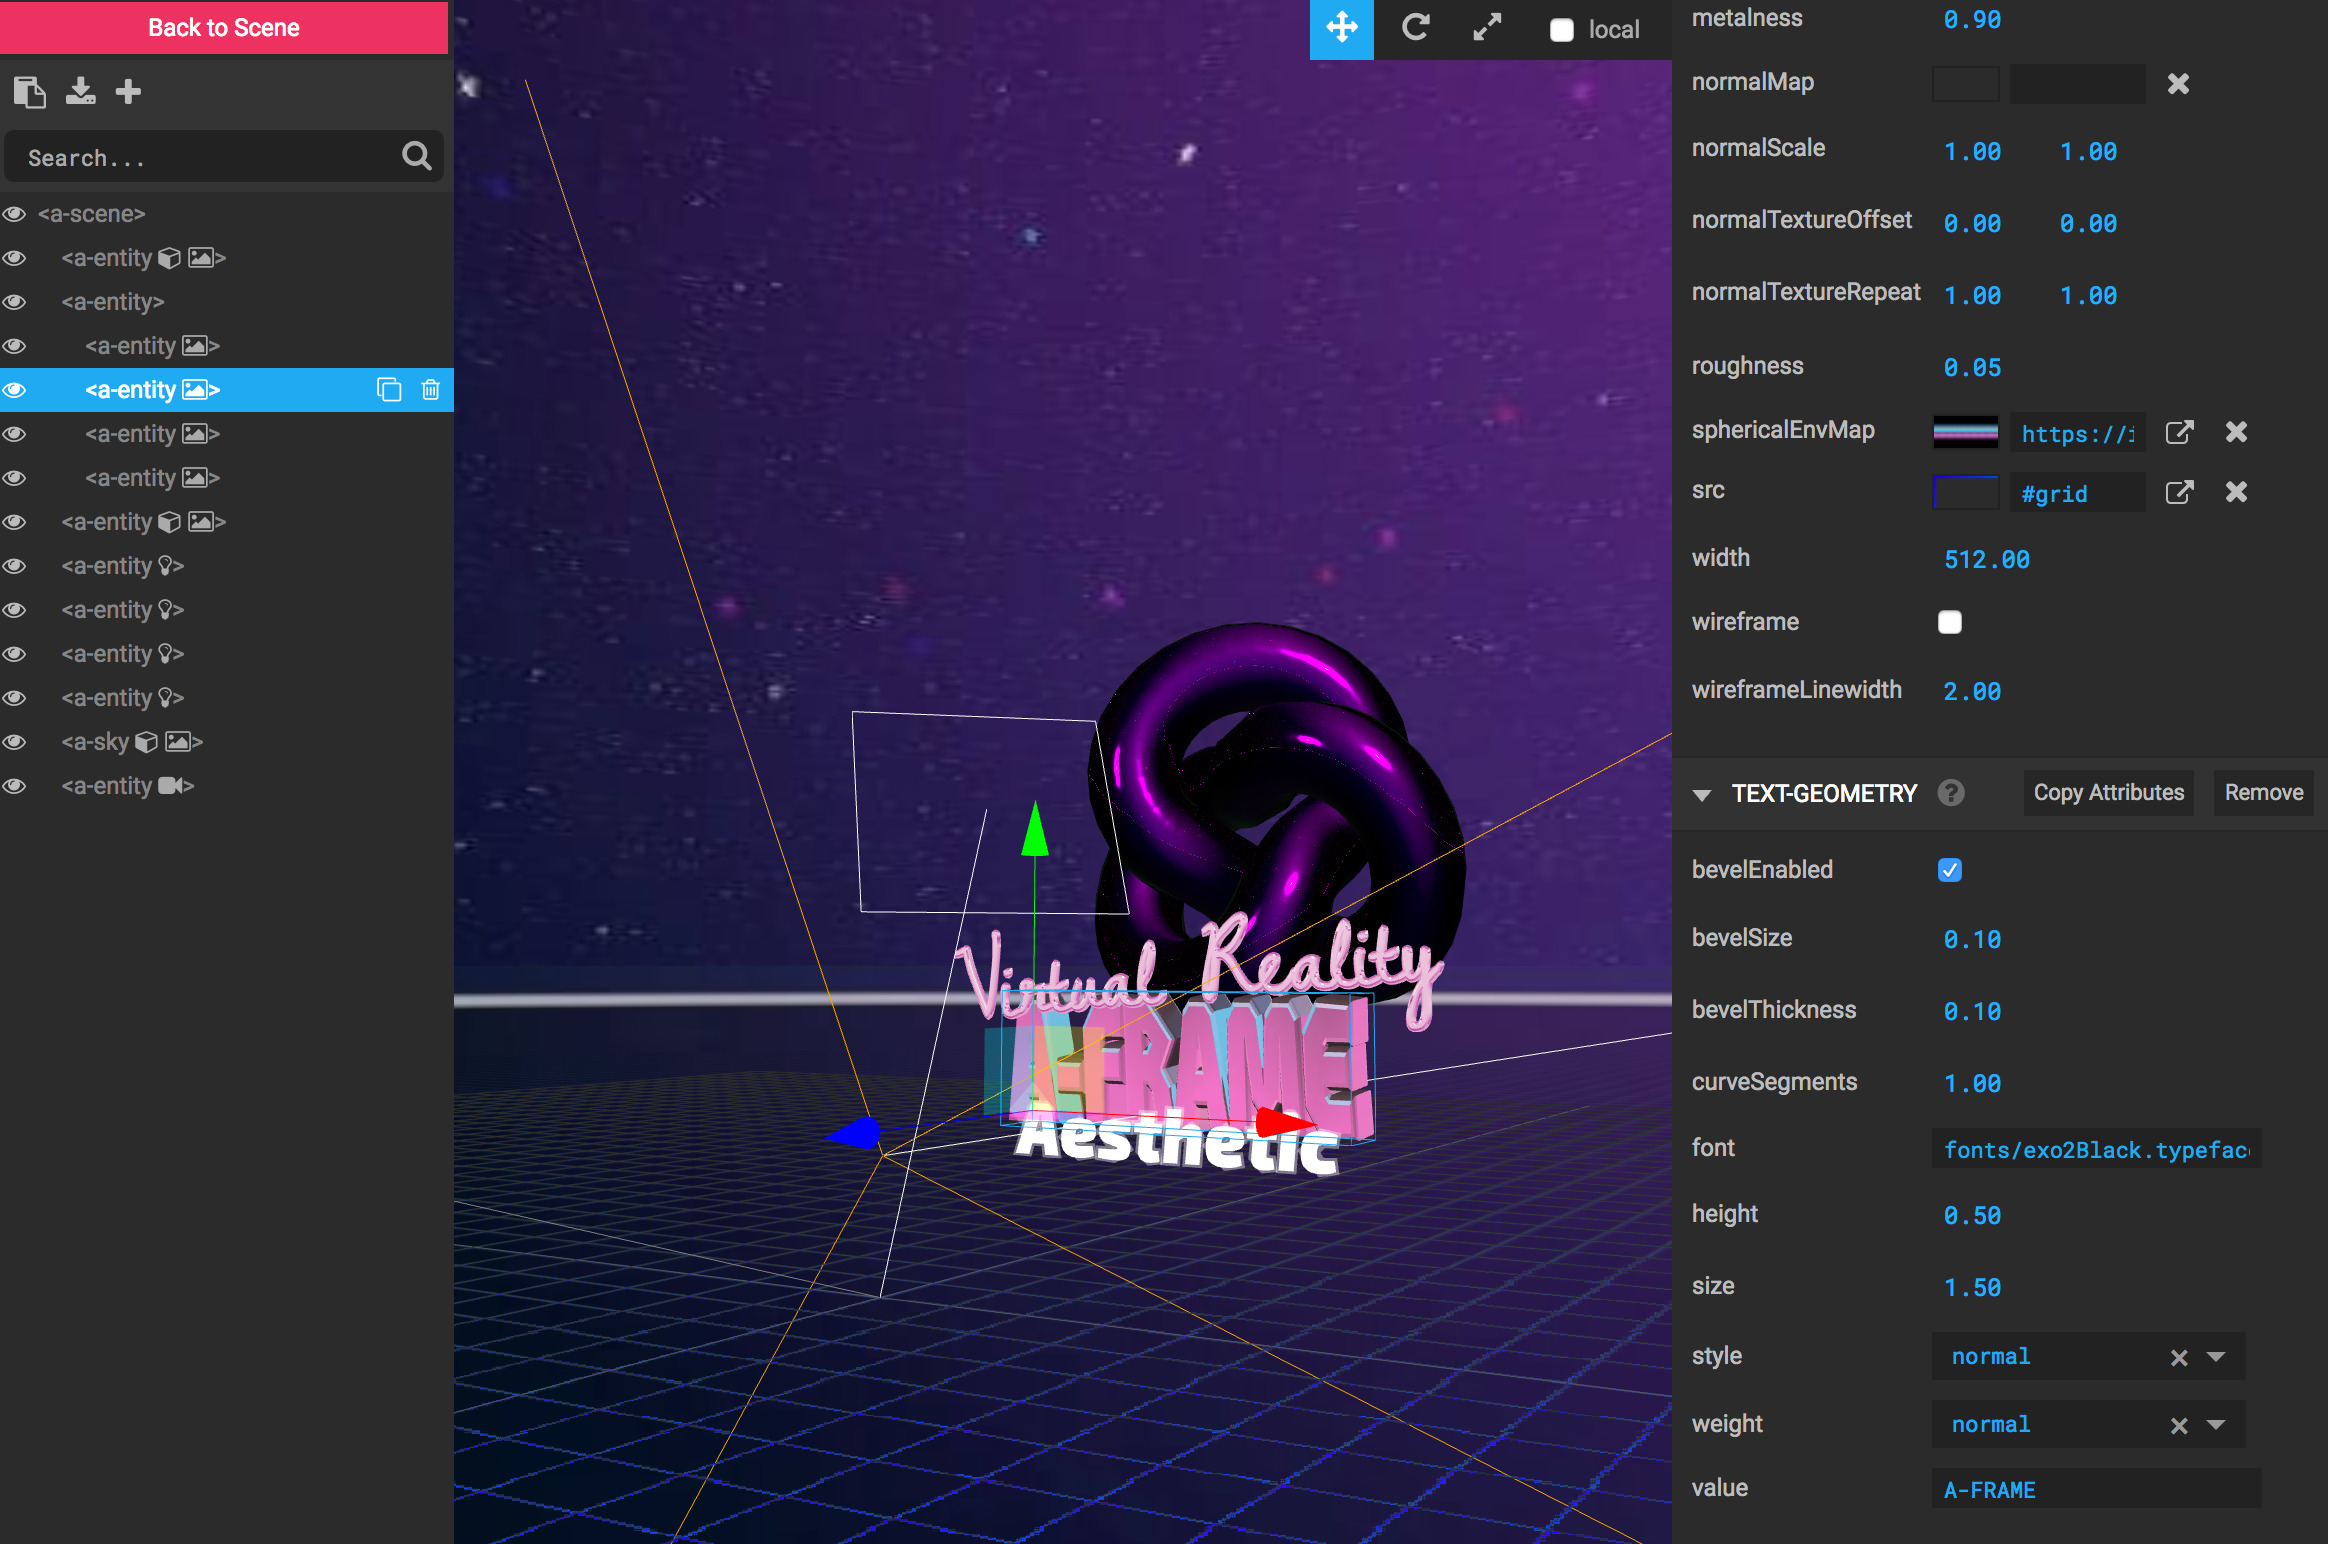 Back to Scene
Search...
<a-scene>
<a-entity >
<a-entity>
<a-entity >
<a-entity >
<a-entity >
<a-entity >
<a-entity >
<a-entity >
<a-entity >
<a-entity >
<a-entity >
<a-sky >
<a-entity >
local
Virtual Reality
A-FRAME
Aesthetic
metalness 0.90
normalMap
normalScale 1.00 1.00
normalTextureOffset 0.00 0.00
normalTextureRepeat 1.00 1.00
roughness 0.05
sphericalEnvMap https://i
src #grid
width 512.00
wireframe
wireframeLinewidth 2.00
TEXT-GEOMETRY ? Copy Attributes Remove
bevelEnabled
bevelSize 0.10
bevelThickness 0.10
curveSegments 1.00
font fonts/exo2Black.typefac
height 0.50
size 1.50
style normal
weight normal
value A-FRAME